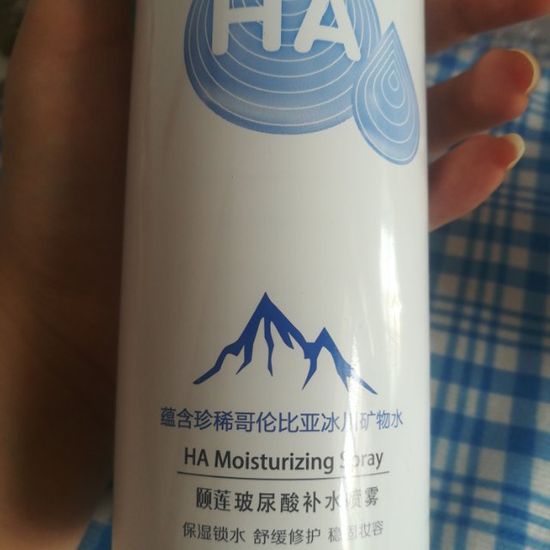 HA
蕴含珍稀哥伦比亚冰川矿物水
HA Moisturizing Spray
颐莲玻尿酸补水喷雾
保湿锁水 舒缓修护 稳固妆容